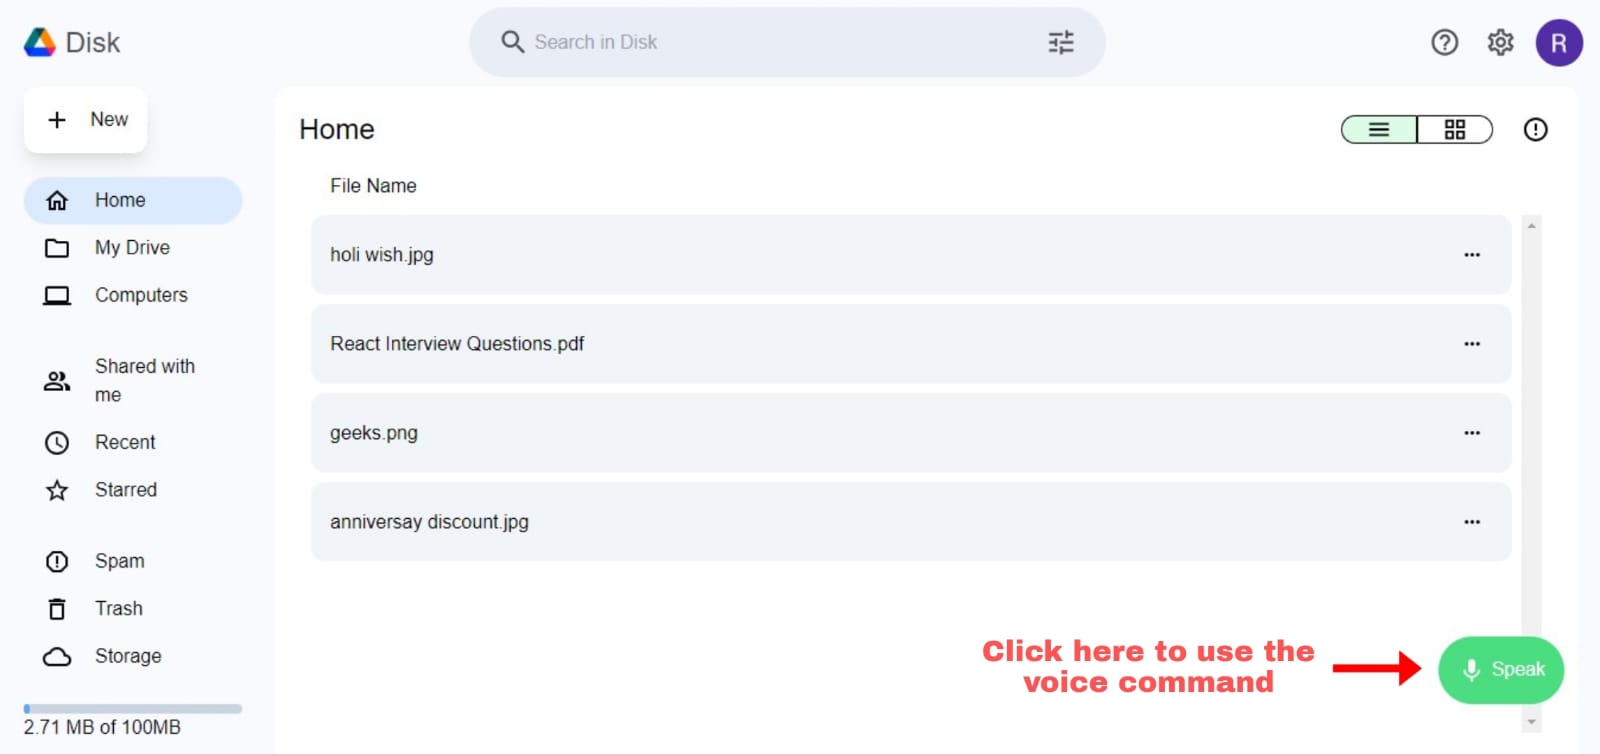 Disk
Search in Disk
R
New
Home
File Name
holi wish.jpg
React Interview Questions.pdf
geeks.png
anniversay discount.jpg
Home
My Drive
Computers
Shared with
me
Recent
Starred
Spam
Trash
Storage
2.71 MB of 100MB
Click here to use the
voice command
Speak